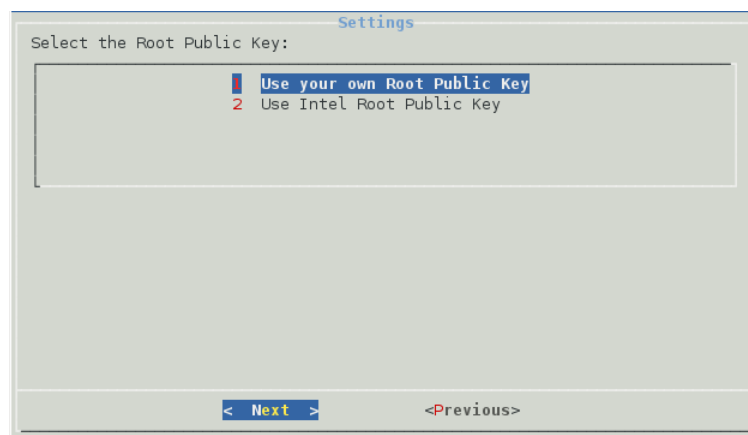 Settings
Select the Root Public Key:
1 Use your own Root Public Key
2 Use Intel Root Public Key
< Next > <Previous>